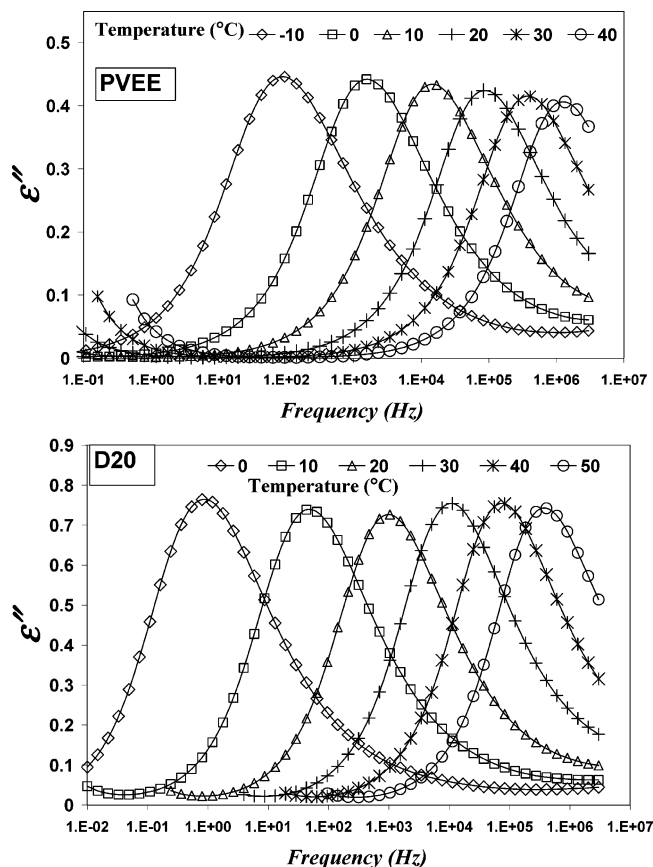 Temperature (°C) -10 0 10 20 30 40
PVEE
0.5
0.4
0.3
0.2
0.1
0
ε″
1.E-01 1.E+00 1.E+01 1.E+02 1.E+03 1.E+04 1.E+05 1.E+06 1.E+07
Frequency (Hz)
D20
0 10 20 30 40 50
Temperature (°C)
0.9
0.8
0.7
0.6
0.5
0.4
0.3
0.2
0.1
0
ε″
1.E-02 1.E-01 1.E+00 1.E+01 1.E+02 1.E+03 1.E+04 1.E+05 1.E+06 1.E+07
Frequency (Hz)